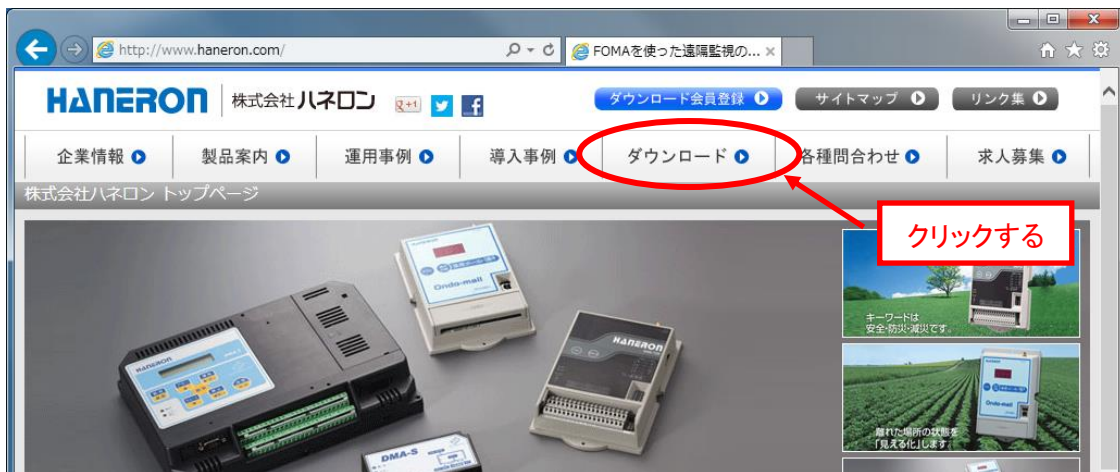 http://www.haneron.com/
FOMAを使った遠隔監視の...
HANERON 株式会社ハネロン
+1
ダウンロード会員登録
サイトマップ
リンク集
企業情報
製品案内
運用事例
導入事例
ダウンロード
各種問合わせ
求人募集
株式会社ハネロン トップページ
クリックする
キーワードは
安全・防災・減災です。
Ondo-mail
HANERON
HANERON
DMA-S
離れた場所の状態を
「見える化」します
Ondo-mail